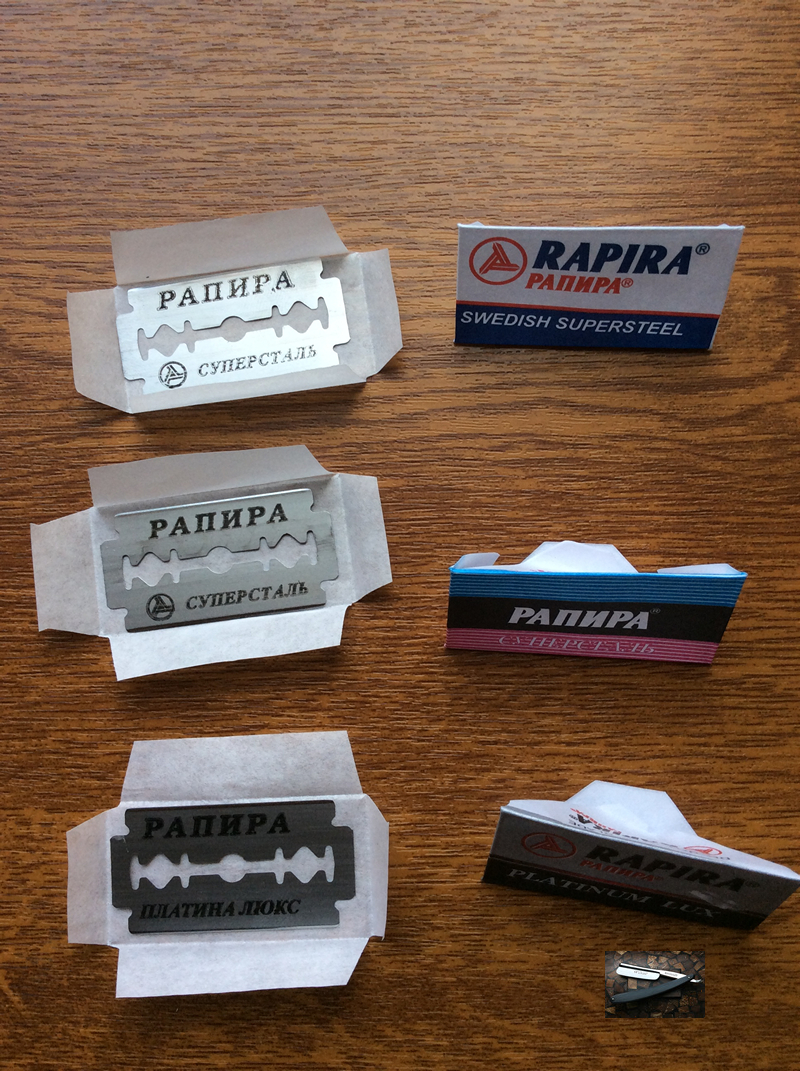 РАПИРА
СУПЕРСТАЛЬ
RAPIRA®
РАПИРА®
SWEDISH SUPERSTEEL
РАПИРА
СУПЕРСТАЛЬ
РАПИРА®
СУПЕРСТАЛЬ
РАПИРА
ПЛАТИНА ЛЮКС
RAPIRA
РАПИРА
PLATINUM LUX